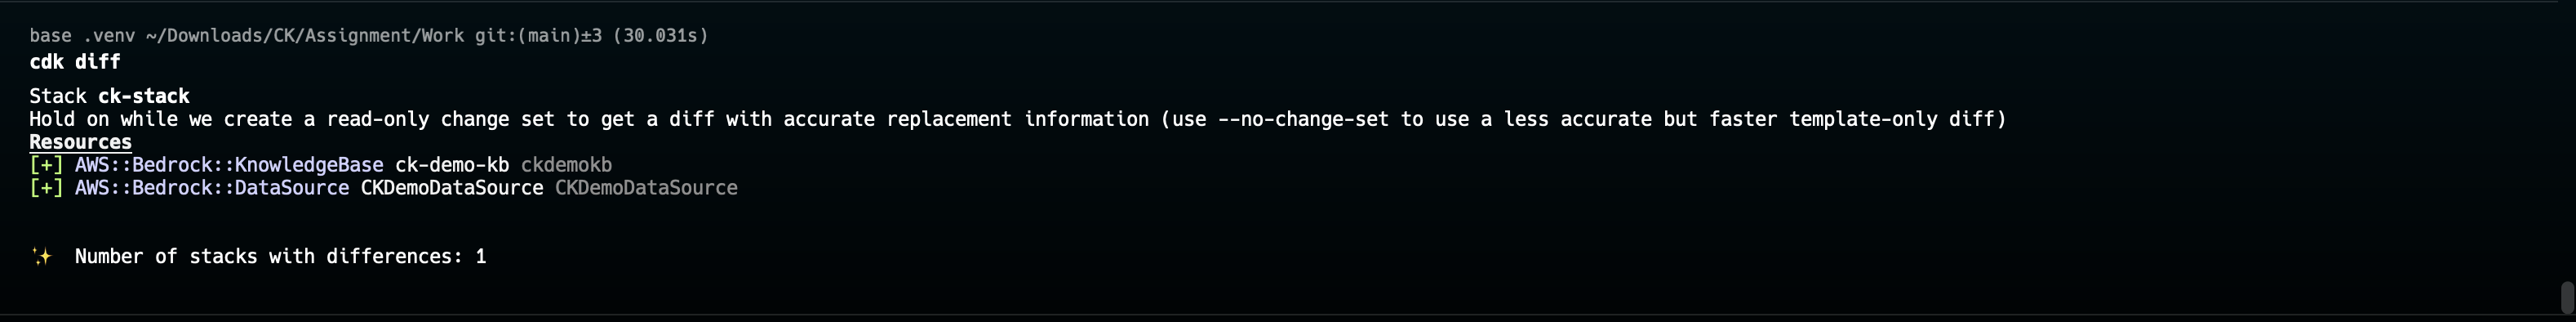 base .venv ~/Downloads/CK/Assignment/Work git:(main)±3 (30.031s)
cdk diff
Stack ck-stack
Hold on while we create a read-only change set to get a diff with accurate replacement information (use --no-change-set to use a less accurate but faster template-only diff)
Resources
[+] AWS::Bedrock::KnowledgeBase ck-demo-kb ckdemokb
[+] AWS::Bedrock::DataSource CKDemoDataSource CKDemoDataSource
✨ Number of stacks with differences: 1